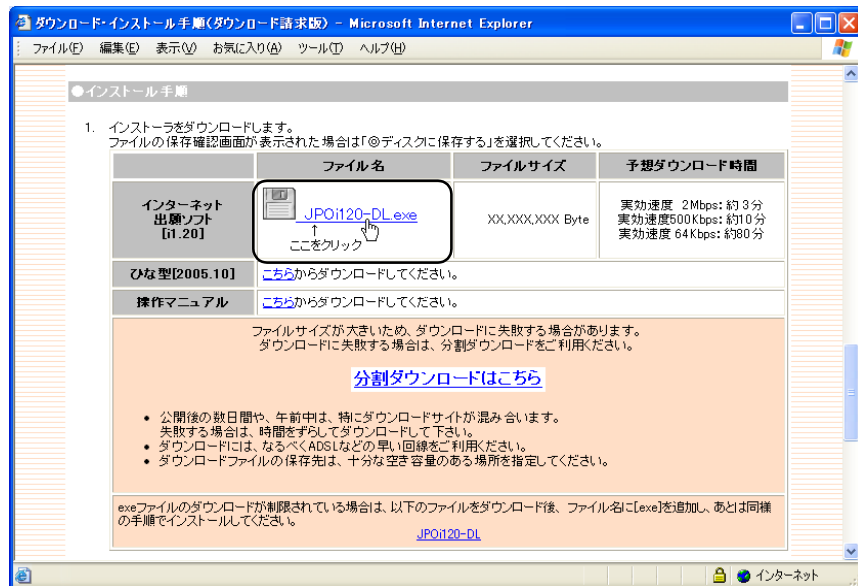 ダウンロード・インストール手順(ダウンロード請求版) - Microsoft Internet Explorer
ファイル(F) 編集(E) 表示(V) お気に入り(A) ツール(T) ヘルプ(H)
●インストール手順
1. インストーラをダウンロードします。
ファイルの保存確認画面が表示された場合は「◎ディスクに保存する」を選択してください。
ファイル名 ファイルサイズ 予想ダウンロード時間
インターネット
出願ソフト
[i1.20]
JPOi120-DL.exe
↑
ここをクリック
XX,XXX,XXX Byte
実効速度 2Mbps:約3分
実効速度500Kbps:約10分
実効速度 64Kbps:約80分
ひな型[2005.10] こちらからダウンロードしてください。
操作マニュアル こちらからダウンロードしてください。
ファイルサイズが大きいため、ダウンロードに失敗する場合があります。
ダウンロードに失敗する場合は、分割ダウンロードをご利用ください。
分割ダウンロードはこちら
• 公開後の数日間や、午前中は、特にダウンロードサイトが混み合います。
失敗する場合は、時間をずらしてダウンロードして下さい。
• ダウンロードには、なるべくADSLなどの早い回線をご利用ください。
• ダウンロードファイルの保存先は、十分な空き容量のある場所を指定してください。
exeファイルのダウンロードが制限されている場合は、以下のファイルをダウンロード後、ファイル名に[exe]を追加し、あとは同様
の手順でインストールしてください。
JPOi120-DL
インターネット